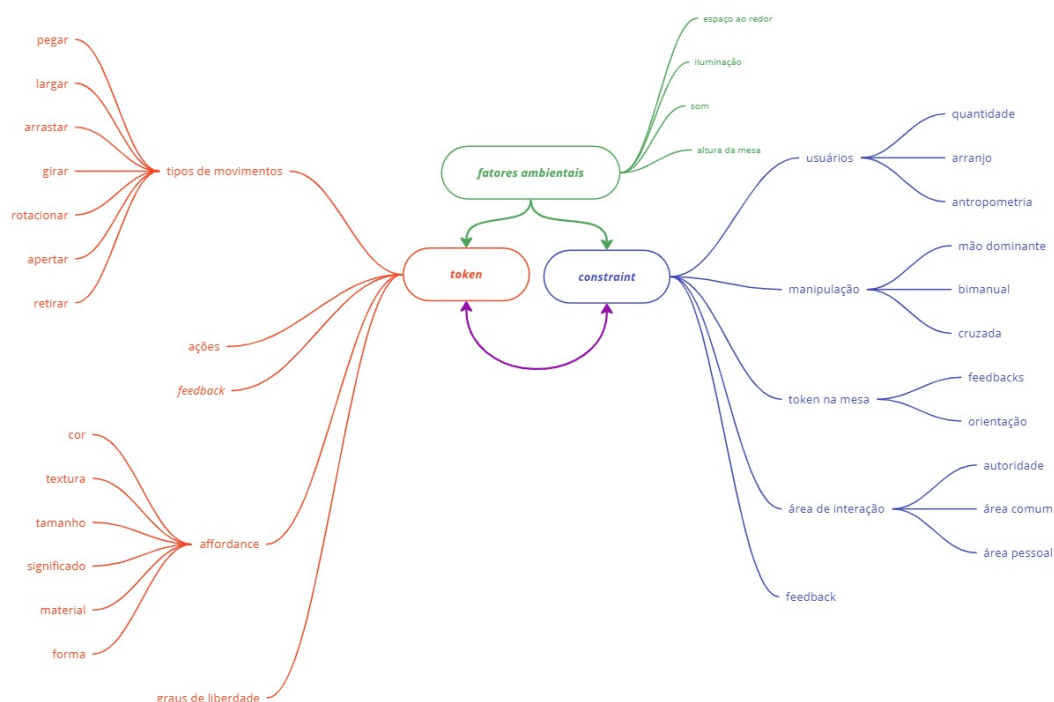 fatores ambientais
espaço ao redor
iluminação
som
altura da mesa
token
tipos de movimentos
pegar
largar
arrastar
girar
rotacionar
apertar
retirar
ações
feedback
affordance
cor
textura
tamanho
significado
material
forma
graus de liberdade
constraint
usuários
quantidade
arranjo
antropometria
manipulação
mão dominante
bimanual
cruzada
token na mesa
feedbacks
orientação
área de interação
autoridade
área comum
área pessoal
feedback